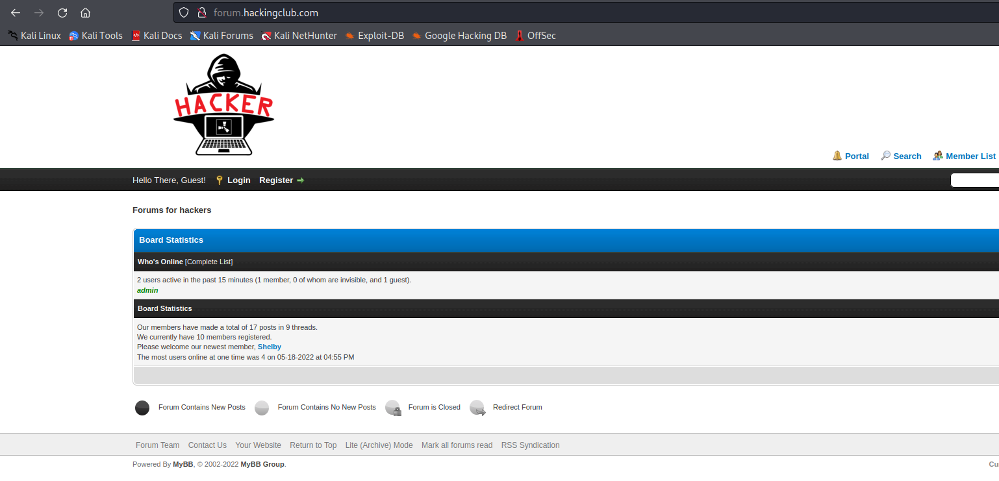 forum.hackingclub.com
Kali Linux Kali Tools Kali Docs Kali Forums Kali NetHunter Exploit-DB Google Hacking DB OffSec
HACKER
Portal Search Member List
Hello There, Guest! Login Register
Forums for hackers
Board Statistics
Who's Online [Complete List]
2 users active in the past 15 minutes (1 member, 0 of whom are invisible, and 1 guest).
admin
Board Statistics
Our members have made a total of 17 posts in 9 threads.
We currently have 10 members registered.
Please welcome our newest member, Shelby
The most users online at one time was 4 on 05-18-2022 at 04:55 PM
Forum Contains New Posts Forum Contains No New Posts Forum is Closed Redirect Forum
Forum Team Contact Us Your Website Return to Top Lite (Archive) Mode Mark all forums read RSS Syndication
Powered By MyBB, © 2002-2022 MyBB Group.